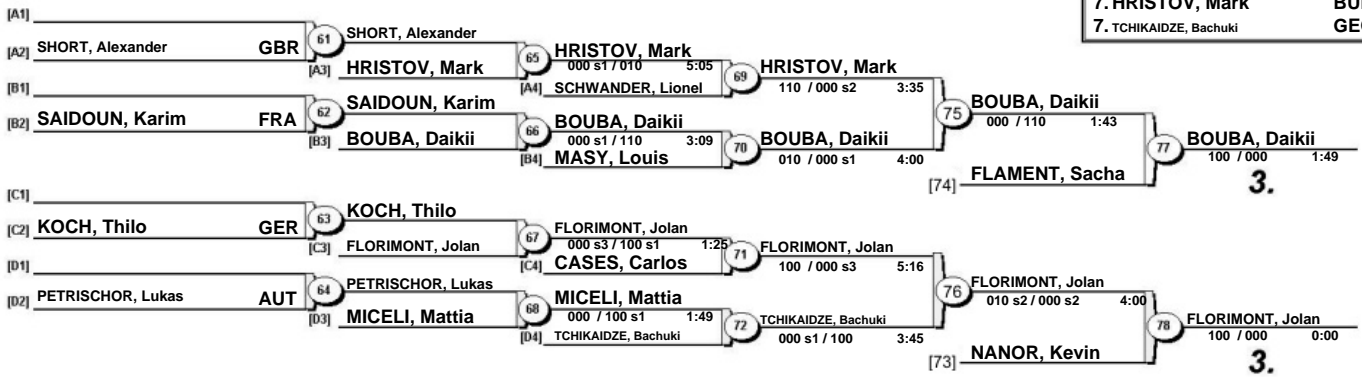 7. HRISTOV, Mark
7. TCHIKAIDZE, Bachuki
[A1]
[A2] SHORT, Alexander GBR
61
SHORT, Alexander
[A3] HRISTOV, Mark
65
HRISTOV, Mark
000 s1 / 010 5:05
[A4] SCHWANDER, Lionel
69
HRISTOV, Mark
110 / 000 s2 3:35
[B1]
[B2] SAIDOUN, Karim FRA
62
SAIDOUN, Karim
[B3] BOUBA, Daikii
66
BOUBA, Daikii
000 s1 / 110 3:09
[B4] MASY, Louis
70
BOUBA, Daikii
010 / 000 s1 4:00
75
BOUBA, Daikii
000 / 110 1:43
[74] FLAMENT, Sacha
77
BOUBA, Daikii
100 / 000 1:49
3.
[C1]
[C2] KOCH, Thilo GER
63
KOCH, Thilo
[C3] FLORIMONT, Jolan
67
FLORIMONT, Jolan
000 s3 / 100 s1 1:25
[C4] CASES, Carlos
71
FLORIMONT, Jolan
100 / 000 s3 5:16
[D1]
[D2] PETRISCHOR, Lukas AUT
64
PETRISCHOR, Lukas
[D3] MICELI, Mattia
68
MICELI, Mattia
000 / 100 s1 1:49
[D4] TCHIKAIDZE, Bachuki
72
TCHIKAIDZE, Bachuki
000 s1 / 100 3:45
76
FLORIMONT, Jolan
010 s2 / 000 s2 4:00
[73] NANOR, Kevin
78
FLORIMONT, Jolan
100 / 000 0:00
3.